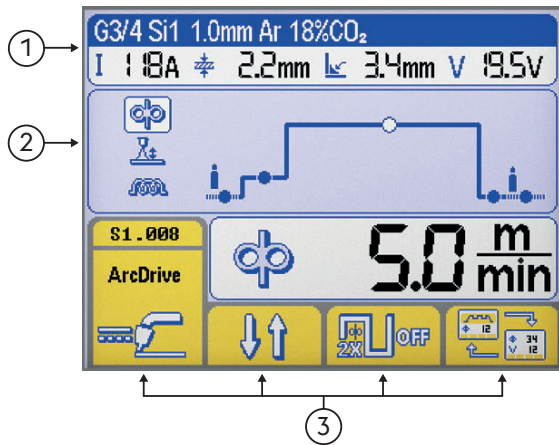 G3/4 Si1 1.0mm Ar 18%CO₂
I 118A 2.2mm 3.4mm V 19.5V
1
2
S1.008
ArcDrive
5.0 m/min
2X OFF
12
34
V 12
3